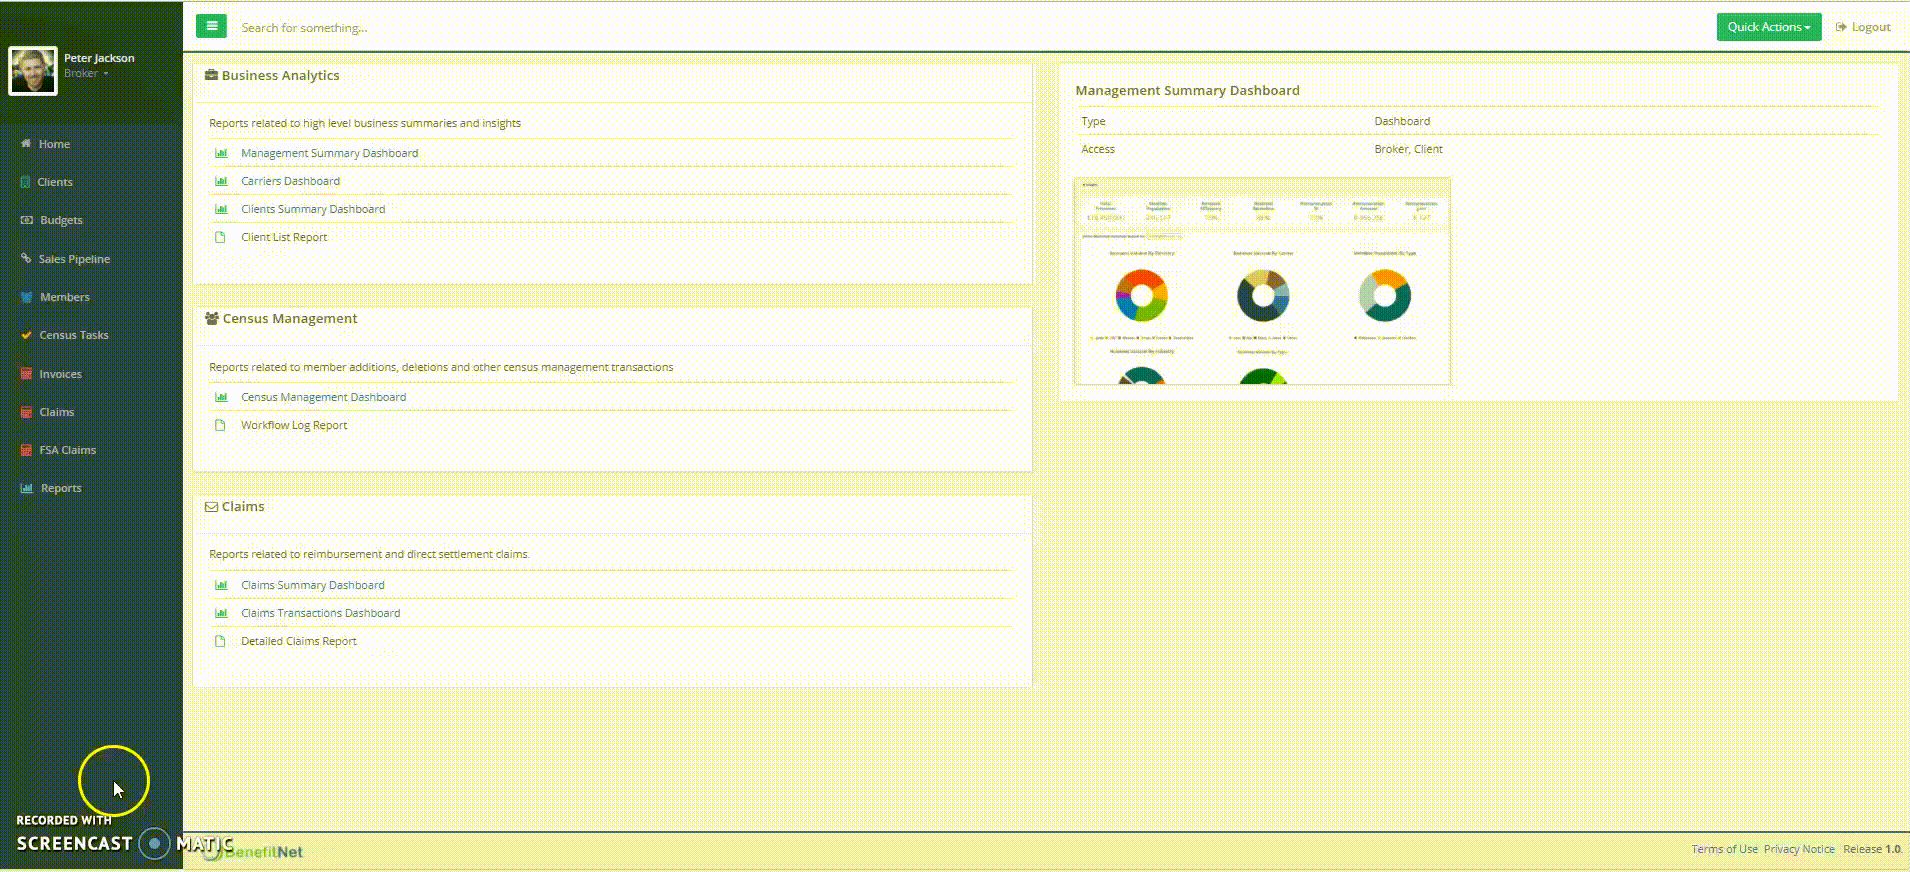 Peter Jackson
Broker
Home
Clients
Budgets
Sales Pipeline
Members
Census Tasks
Invoices
Claims
FSA Claims
Reports
RECORDED WITH
SCREENCAST MATIC
Search for something...
Quick Actions
Logout
Business Analytics
Reports related to high level business summaries and insights
Management Summary Dashboard
Carriers Dashboard
Clients Summary Dashboard
Client List Report
Census Management
Reports related to member additions, deletions and other census management transactions
Census Management Dashboard
Workflow Log Report
Claims
Reports related to reimbursement and direct settlement claims.
Claims Summary Dashboard
Claims Transactions Dashboard
Detailed Claims Report
Management Summary Dashboard
Type Dashboard
Access Broker, Client
BenefitNet
Terms of Use Privacy Notice Release 1.0.